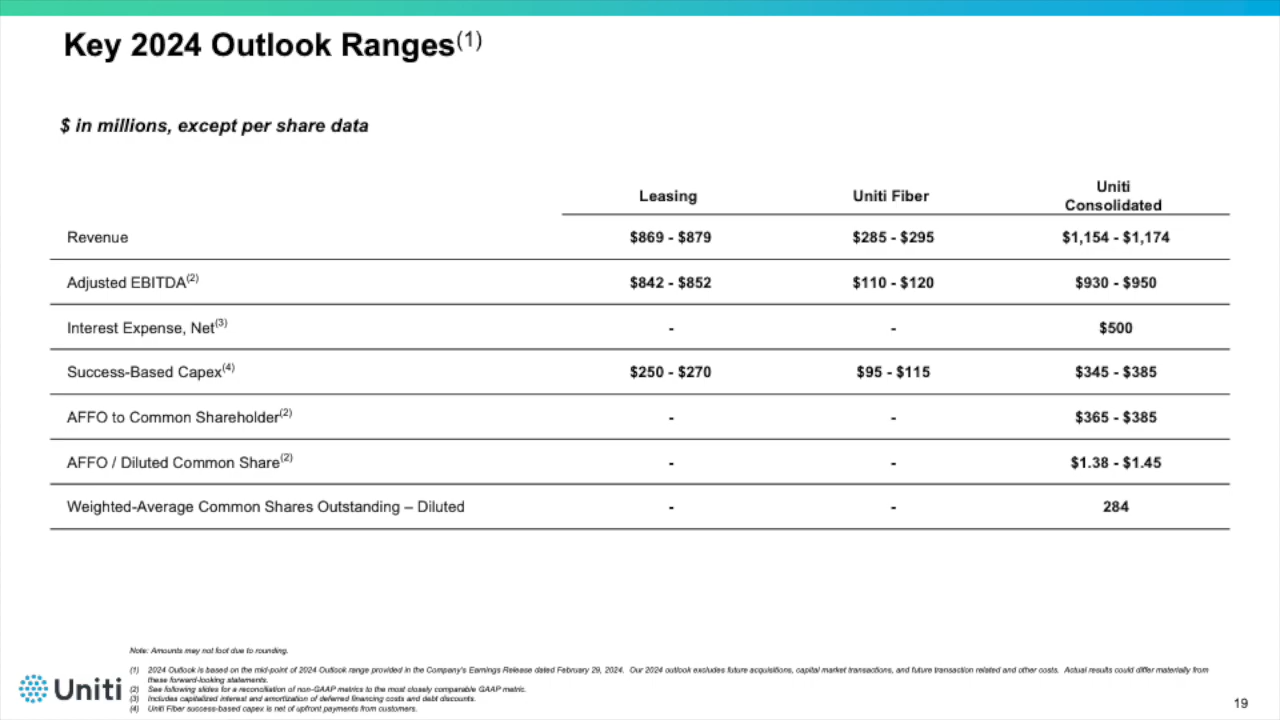 Key 2024 Outlook Ranges(1)
$ in millions, except per share data
Leasing Uniti Fiber Uniti Consolidated
Revenue $869 - $879 $285 - $295 $1,154 - $1,174
Adjusted EBITDA(2) $842 - $852 $110 - $120 $930 - $950
Interest Expense, Net(3) - - $500
Success-Based Capex(4) $250 - $270 $95 - $115 $345 - $385
AFFO to Common Shareholder(2) - - $365 - $385
AFFO / Diluted Common Share(2) - - $1.38 - $1.45
Weighted-Average Common Shares Outstanding – Diluted - - 284
Note: Amounts may not foot due to rounding.
(1) 2024 Outlook is based on the mid-point of 2024 Outlook range provided in the Company's Earnings Release dated February 29, 2024. Our 2024 outlook excludes future acquisitions, capital market transactions, and future transaction related and other costs. Actual results could differ materially from
these forward-looking statements.
(2) See following slides for a reconciliation of non-GAAP metrics to the most closely comparable GAAP metric.
(3) Includes capitalized interest and amortization of deferred financing costs and debt discounts.
(4) Uniti Fiber success-based capex is net of upfront payments from customers.
Uniti
19